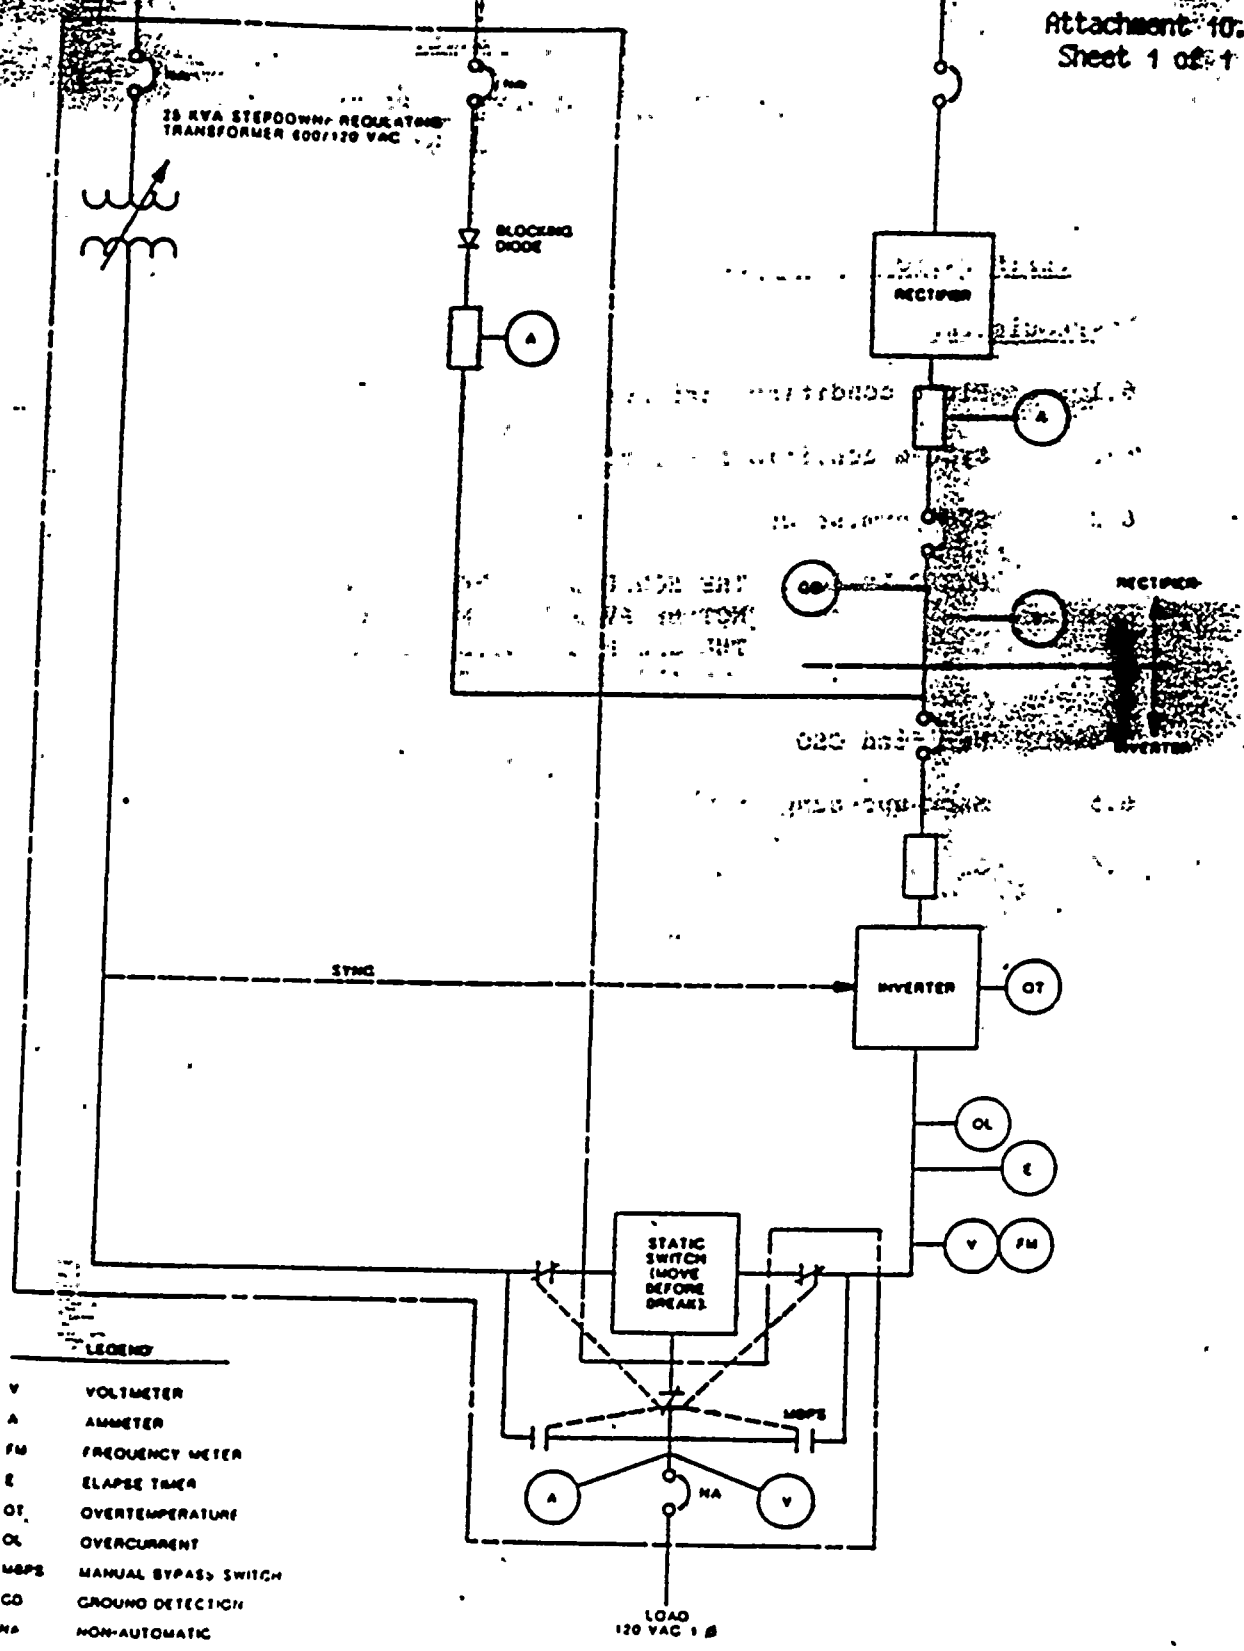 Attachment 10.
Sheet 1 of 1
NA
25 KVA STEPDOWN/ REGULATING
TRANSFORMER 600/120 VAC
BLOCKING
DIODE
A
RECTIFIER
A
GD
RECTIFIER
INVERTER
SYNC
INVERTER
OT
OL
E
V
FM
STATIC
SWITCH
(MOVE
BEFORE
BREAK).
MBPS
A
NA
V
LOAD
120 VAC 1 Ø
LEGEND
V VOLTMETER
A AMMETER
FM FREQUENCY METER
E ELAPSE TIMER
OT OVERTEMPERATURE
OL OVERCURRENT
MBPS MANUAL BYPASS SWITCH
GD GROUND DETECTION
NA NON-AUTOMATIC